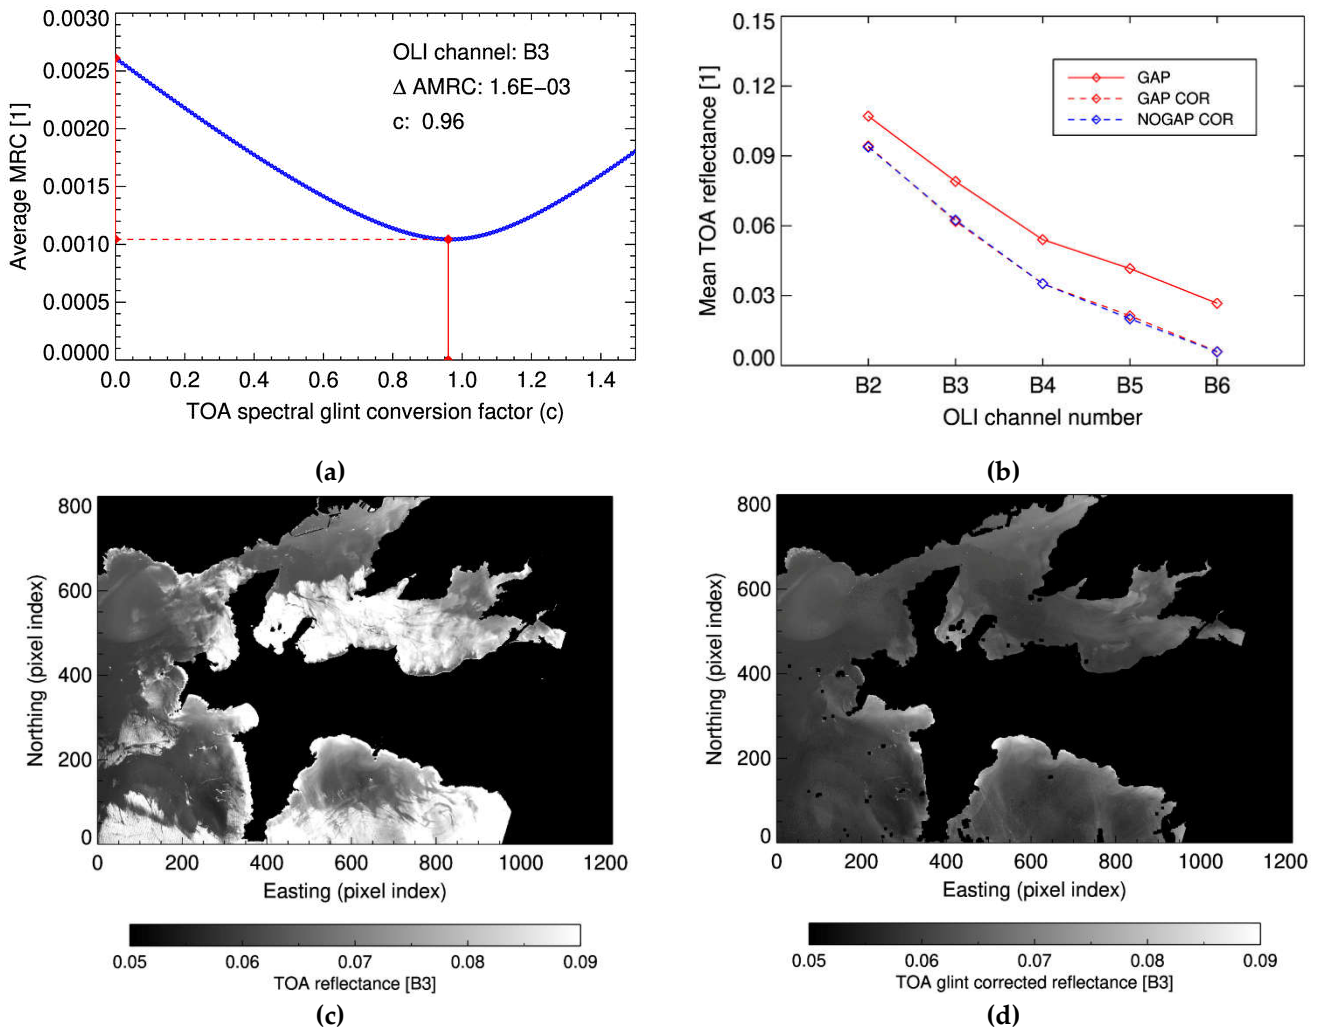 0.0030
0.0025
0.0020
0.0015
0.0010
0.0005
0.0000
Average MRC [1]
OLI channel: B3
Δ AMRC: 1.6E−03
c: 0.96
0.0 0.2 0.4 0.6 0.8 1.0 1.2 1.4
TOA spectral glint conversion factor (c)
(a)
0.15
0.12
0.09
0.06
0.03
0.00
Mean TOA reflectance [1]
GAP
GAP COR
NOGAP COR
B2 B3 B4 B5 B6
OLI channel number
(b)
800
600
400
200
0
Northing (pixel index)
0 200 400 600 800 1000 1200
Easting (pixel index)
0.05 0.06 0.07 0.08 0.09
TOA reflectance [B3]
(c)
800
600
400
200
0
Northing (pixel index)
0 200 400 600 800 1000 1200
Easting (pixel index)
0.05 0.06 0.07 0.08 0.09
TOA glint corrected reflectance [B3]
(d)